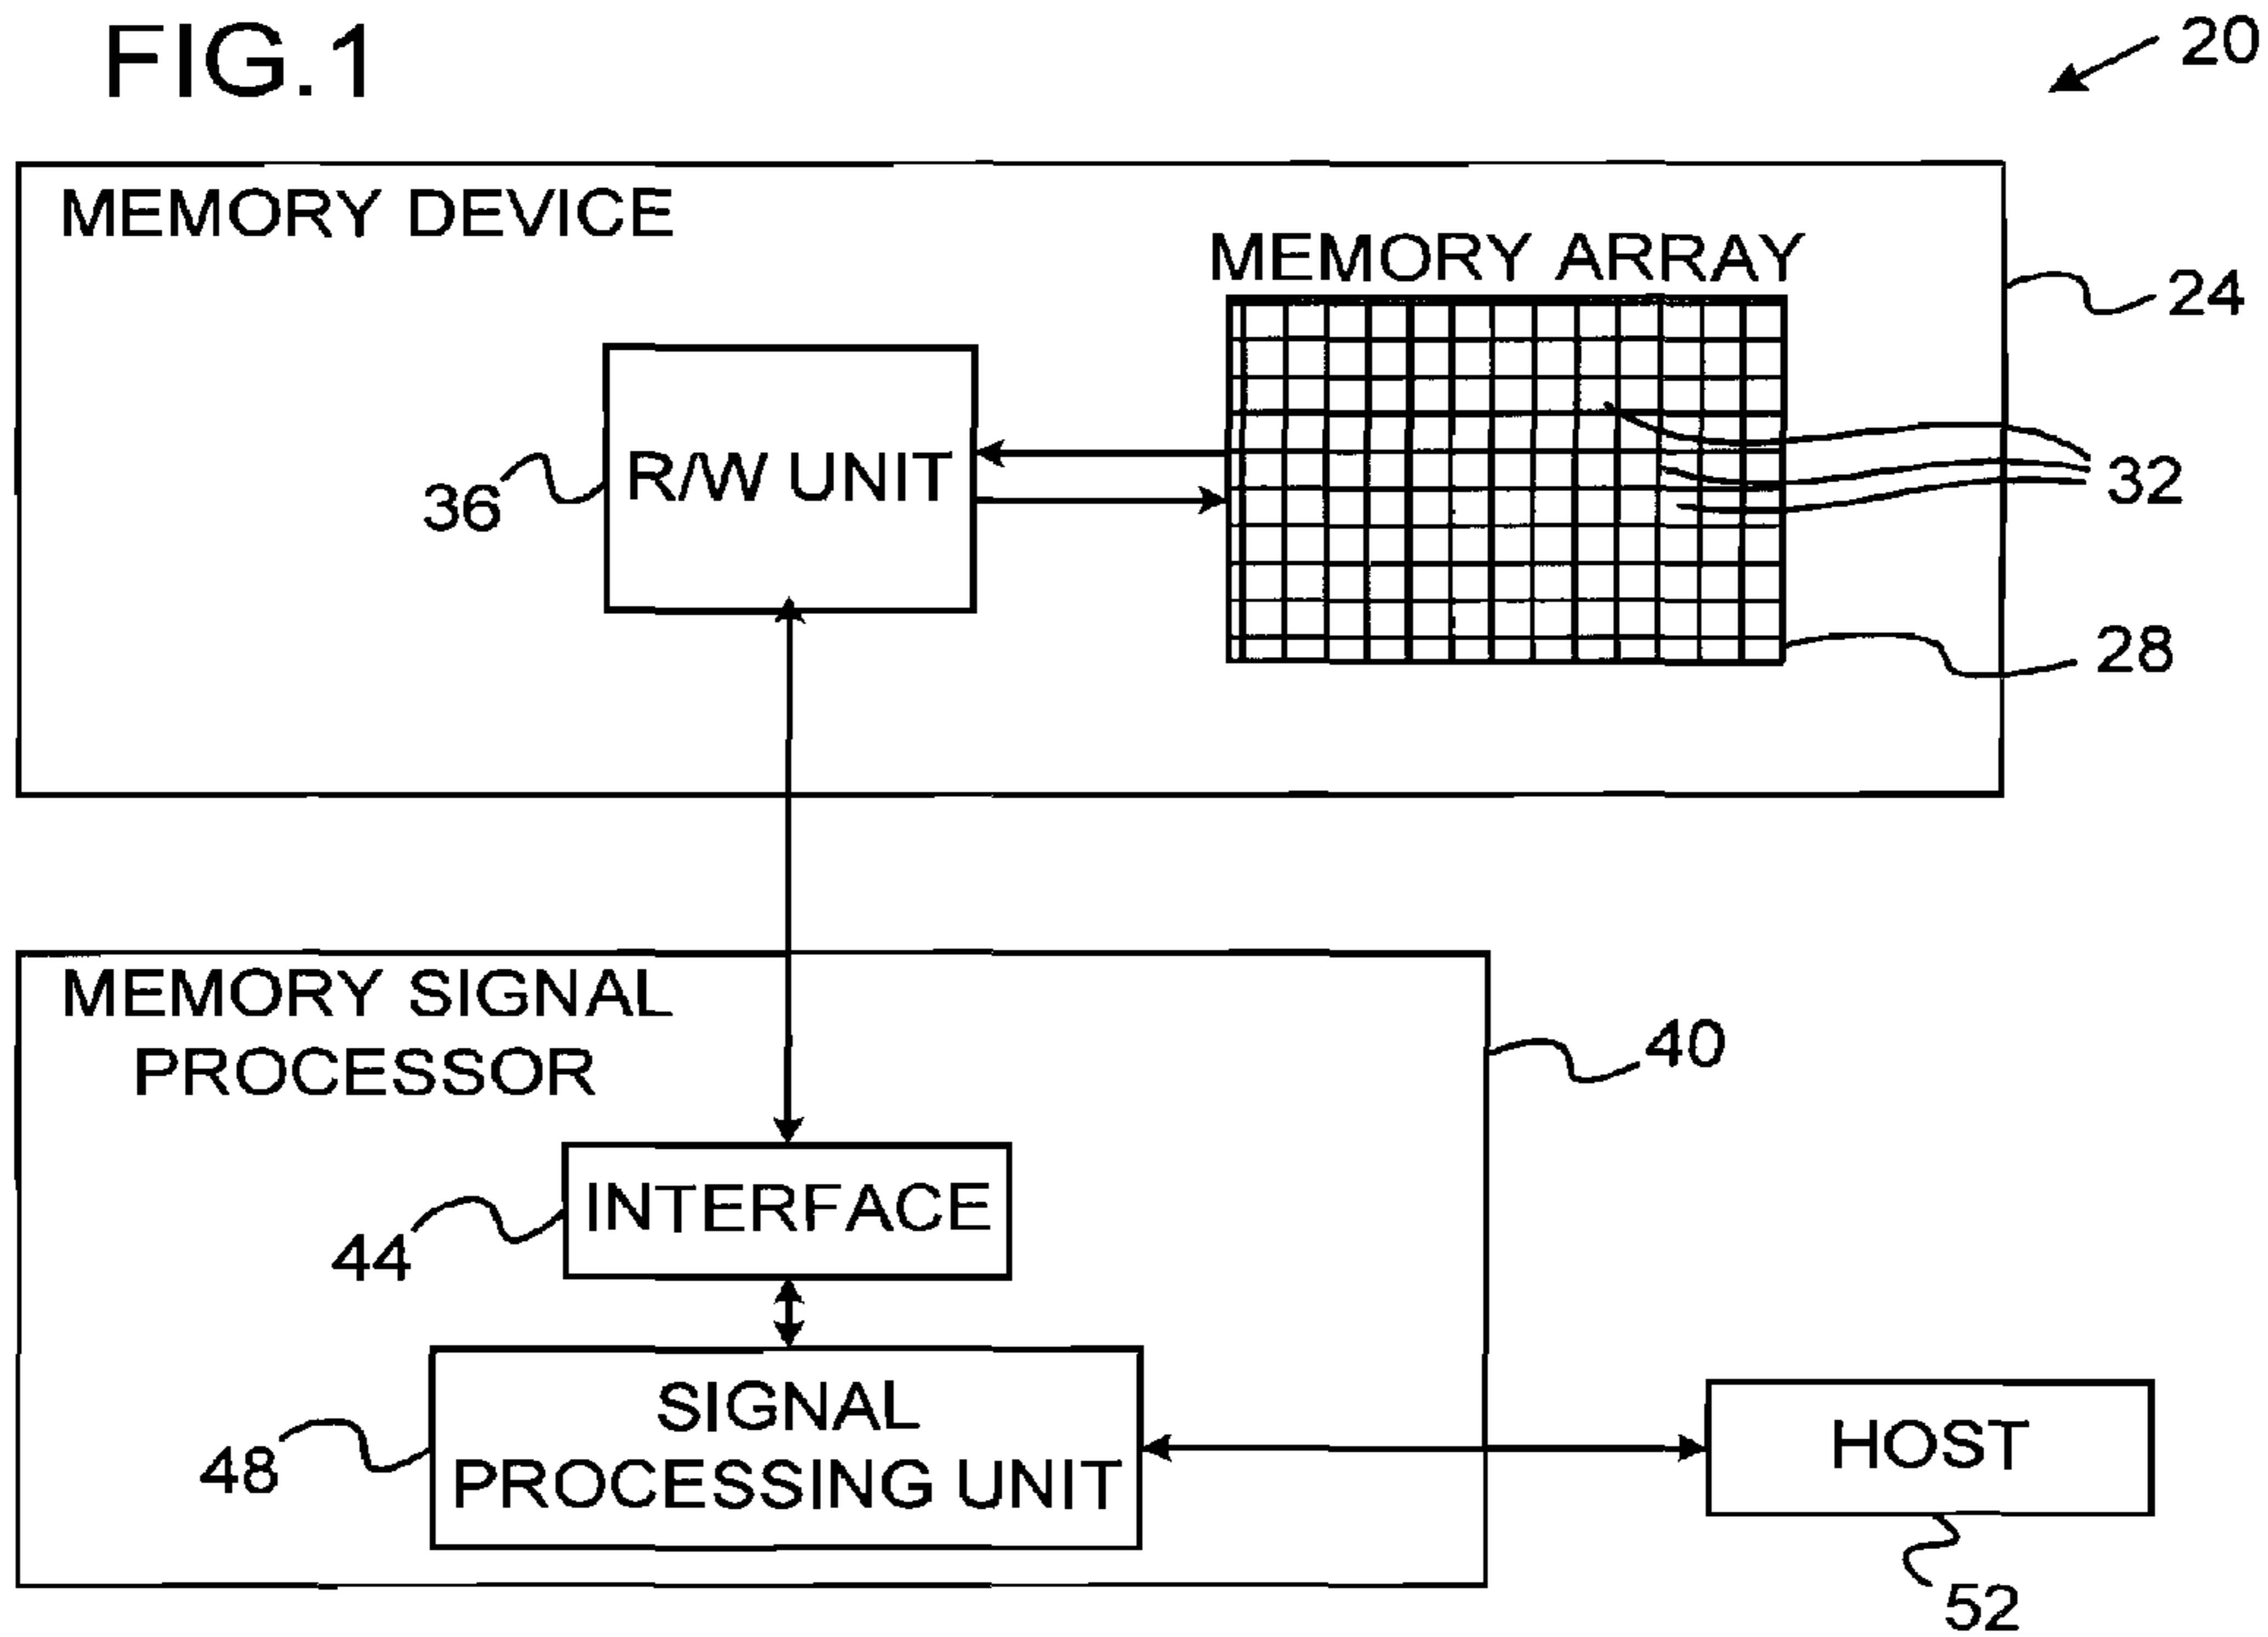 FIG.1
20
MEMORY DEVICE
MEMORY ARRAY
24
R/W UNIT
36
32
28
MEMORY SIGNAL
PROCESSOR
40
INTERFACE
44
SIGNAL
PROCESSING UNIT
48
HOST
52